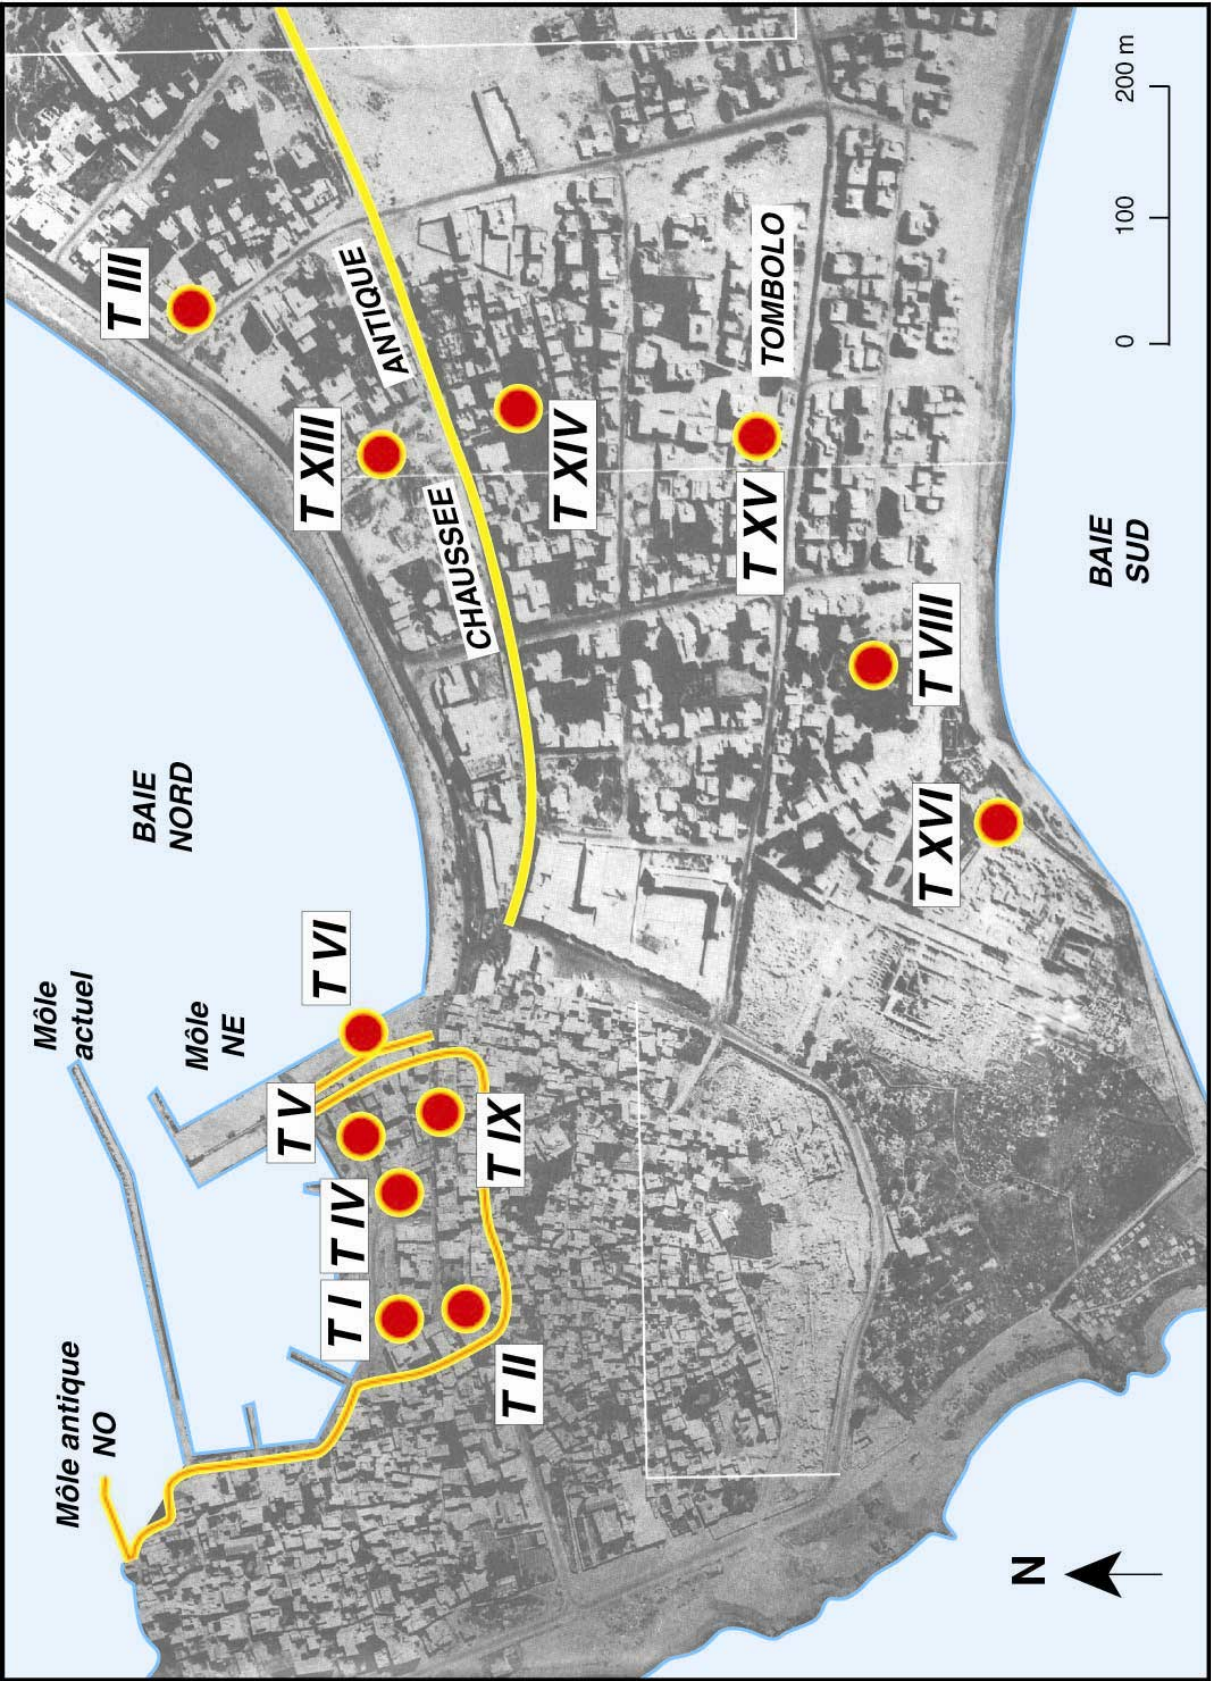 Môle antique
NO
Môle
actuel
Môle
NE
BAIE
NORD
T I
T IV
T V
T VI
T II
T IX
T XIII
T III
CHAUSSEE
ANTIQUE
T XIV
T XV
TOMBOLO
T XVI
T VIII
BAIE
SUD
N
0
100
200 m